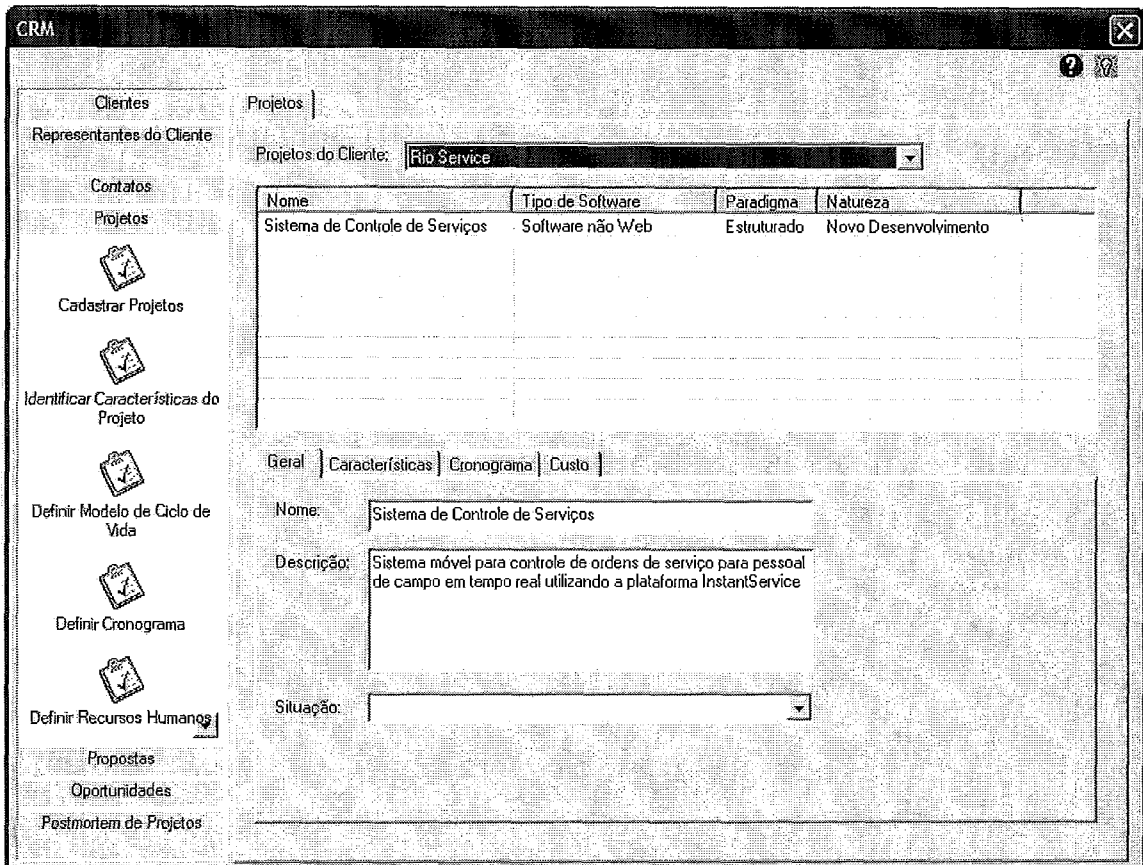 CRM
Clientes
Representantes do Cliente
Contatos
Projetos
Cadastrar Projetos
Identificar Características do
Projeto
Definir Modelo de Ciclo de
Vida
Definir Cronograma
Definir Recursos Humanos
Propostas
Oportunidades
Postmortem de Projetos
Projetos
Projetos do Cliente: Rio Service
Nome Tipo de Software Paradigma Natureza
Sistema de Controle de Serviços Software não Web Estruturado Novo Desenvolvimento
Geral Características Cronograma Custo
Nome: Sistema de Controle de Serviços
Descrição: Sistema móvel para controle de ordens de serviço para pessoal
de campo em tempo real utilizando a plataforma InstantService
Situação: